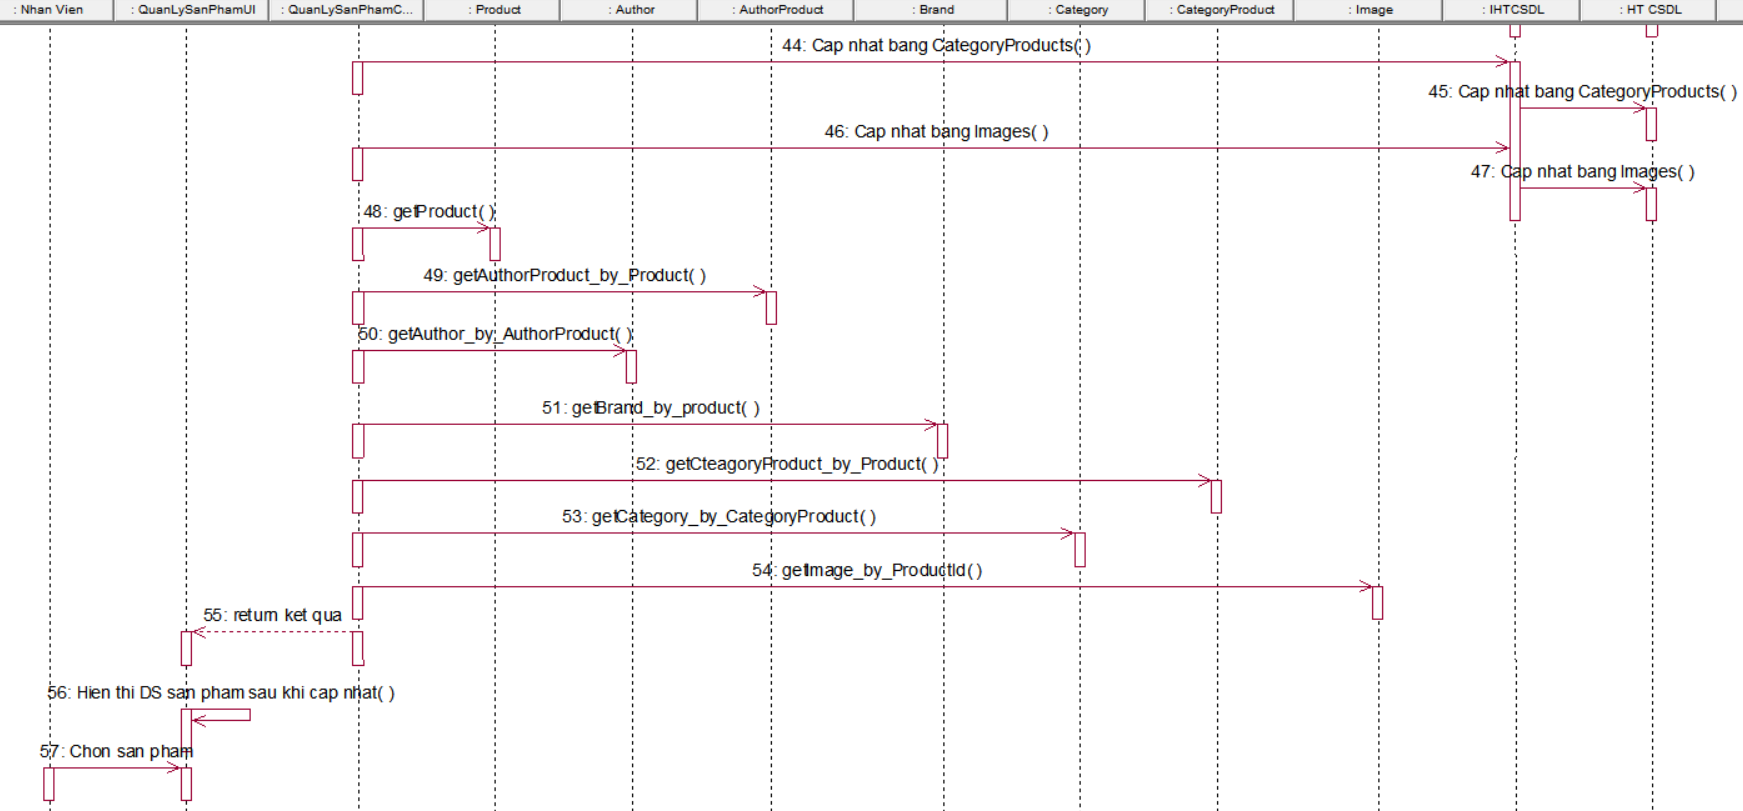 : Nhan Vien
: QuanLySanPhamUI
: QuanLySanPhamC...
: Product
: Author
: AuthorProduct
: Brand
: Category
: CategoryProduct
: Image
: IHTCSDL
: HT CSDL
44: Cap nhat bang CategoryProducts( )
45: Cap nhat bang CategoryProducts( )
46: Cap nhat bang Images( )
47: Cap nhat bang Images( )
48: getProduct( )
49: getAuthorProduct_by_Product( )
50: getAuthor_by_AuthorProduct( )
51: getBrand_by_product( )
52: getCteagoryProduct_by_Product( )
53: getCategory_by_CategoryProduct( )
54: getImage_by_ProductId( )
55: return ket qua
56: Hien thi DS san pham sau khi cap nhat( )
57: Chon san pham